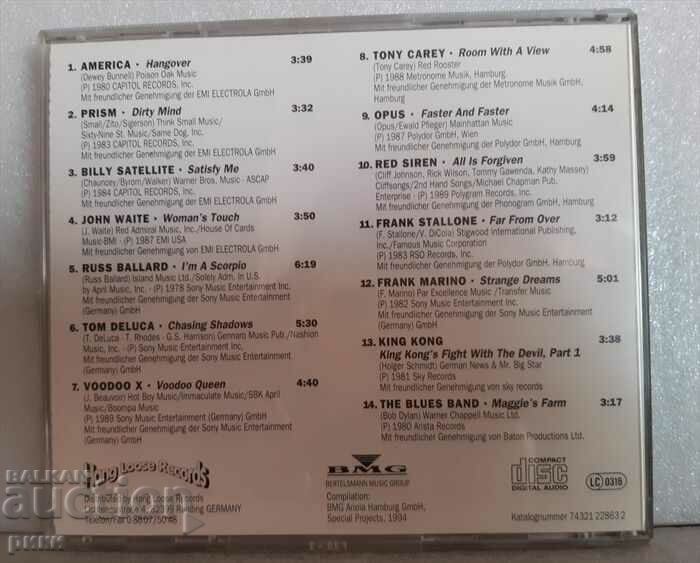 1. AMERICA • Hangover 3:39
(Dewey Bunnell) Poison Oak Music
(P) 1980 CAPITOL RECORDS, Inc.
Mit freundlicher Genehmigung der EMI ELECTROLA GmbH
2. PRISM • Dirty Mind 3:32
(Small/Zito/Sigerson) Think Small Music/
Sixty-Nine St. Music/Same Dog, Inc.
(P) 1983 CAPITOL RECORDS, Inc.
Mit freundlicher Genehmigung der EMI ELECTROLA GmbH
3. BILLY SATELLITE • Satisfy Me 3:40
(Chauncey/Byrom/Walker) Warner Bros. Music - ASCAP
(P) 1984 CAPITOL RECORDS, Inc.
Mit freundlicher Genehmigung der EMI ELECTROLA GmbH
4. JOHN WAITE • Woman's Touch 3:50
(J. Waite) Red Admiral Music, Inc./House Of Cards
Music-BMI - (P) 1987 EMI USA
Mit freundlicher Genehmigung von EMI ELECTROLA GmbH
5. RUSS BALLARD • I'm A Scorpio 6:19
(Russ Ballard) Island Music Ltd./Solely Adm. In U.S.
by April Music, Inc. - (P) 1978 Sony Music Entertainment Inc.
Mit freundlicher Genehmigung der Sony Music Entertainment
(Germany) GmbH
6. TOM DELUCA • Chasing Shadows 5:30
(T. DeLuca - T. Rhodes - G.S. Harrison) Gennaro Music Pub./Nashion
Music, Inc. - (P) Sony Music Entertainment Inc.
Mit freundlicher Genehmigung der Sony Music Entertainment
(Germany) GmbH
7. VOODOO X • Voodoo Queen 4:40
(J. Beauvoir) Hot Boy Music/Immaculate Music/SBK April
Music/Boompa Music
(P) 1989 Sony Music Entertainment (Germany) GmbH
Mit freundlicher Genehmigung der Sony Music Entertainment
(Germany) GmbH
8. TONY CAREY • Room With A View 4:58
(Tony Carey) Red Rooster
(P) 1988 Metronome Musik, Hamburg.
Mit freundlicher Genehmigung der Metronome Musik GmbH,
Hamburg
9. OPUS • Faster And Faster 4:14
(Opus/Ewald Pfleger) Mainhattan Music
(P) 1987 Polydor GmbH, Wien
Mit freundlicher Genehmigung der Polydor GmbH, Hamburg
10. RED SIREN • All Is Forgiven 3:59
(Cliff Johnson, Rick Wilson, Tommy Gawenda, Kathy Massey)
Cliffsongs/2nd Hand Songs/Michael Chapman Pub.
Enterprise - (P) 1989 Polygram Records, Inc.
Mit freundlicher Genehmigung der Phonogram GmbH, Hamburg
11. FRANK STALLONE • Far From Over 3:12
(F. Stallone/V. DiCola) Stigwood International Publishing,
Inc./Famous Music Corporation
(P) 1983 RSO Records, Inc.
Mit freundlicher Genehmigung der Polydor GmbH, Hamburg
12. FRANK MARINO • Strange Dreams 5:01
(F. Marino) Par Excellence Music / Transfer Music
(P) 1982 Sony Music Entertainment, Inc.
Mit freundlicher Genehmigung der Sony Music Entertainment
(Germany) GmbH
13. KING KONG 3:38
King Kong's Fight With The Devil, Part 1
(Holger Schmidt) German News & Mr. Big Star
(P) 1981 Sky Records
Mit freundlicher Genehmigung von sky records
14. THE BLUES BAND • Maggie's Farm 3:17
(Bob Dylan) Warner Chappell Music Ltd.
(P) 1980 Arista Records
Mit freundlicher Genehmigung von Baton Productions Ltd.
Hang Loose Records
Records
GERMANY
Telefon/Fax 0 88 07/50 48
BMG
BERTELSMANN MUSIC GROUP
Compilation:
BMG Ariola Hamburg GmbH,
Special Projects, 1994
COMPACT
disc
DIGITAL AUDIO
LC 0316
Katalognummer 74321 22863 2
БАЛКАН
аукцион
ркии